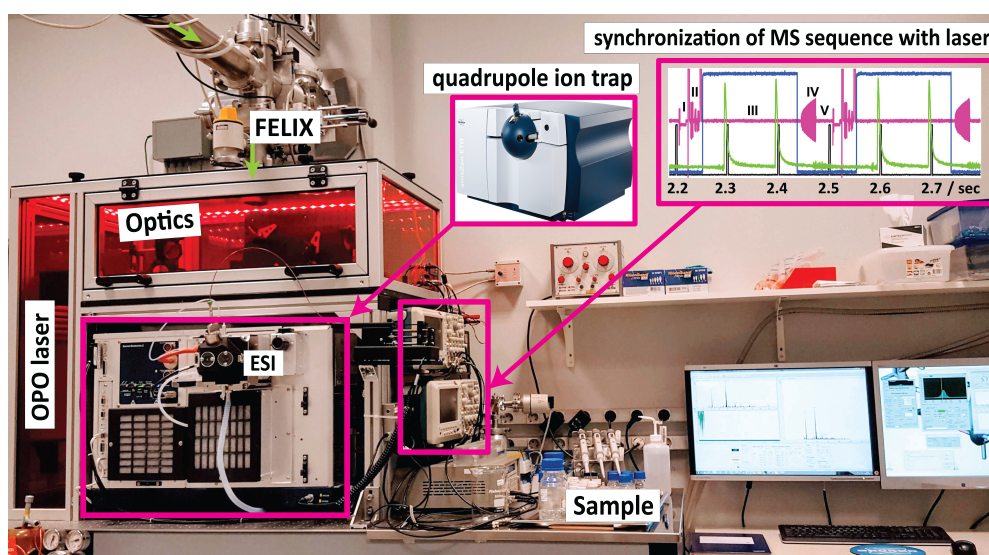 synchronization of MS sequence with laser
quadrupole ion trap
I II III IV V
2.2 2.3 2.4 2.5 2.6 2.7 / sec
FELIX
Optics
OPO laser
ESI
Sample